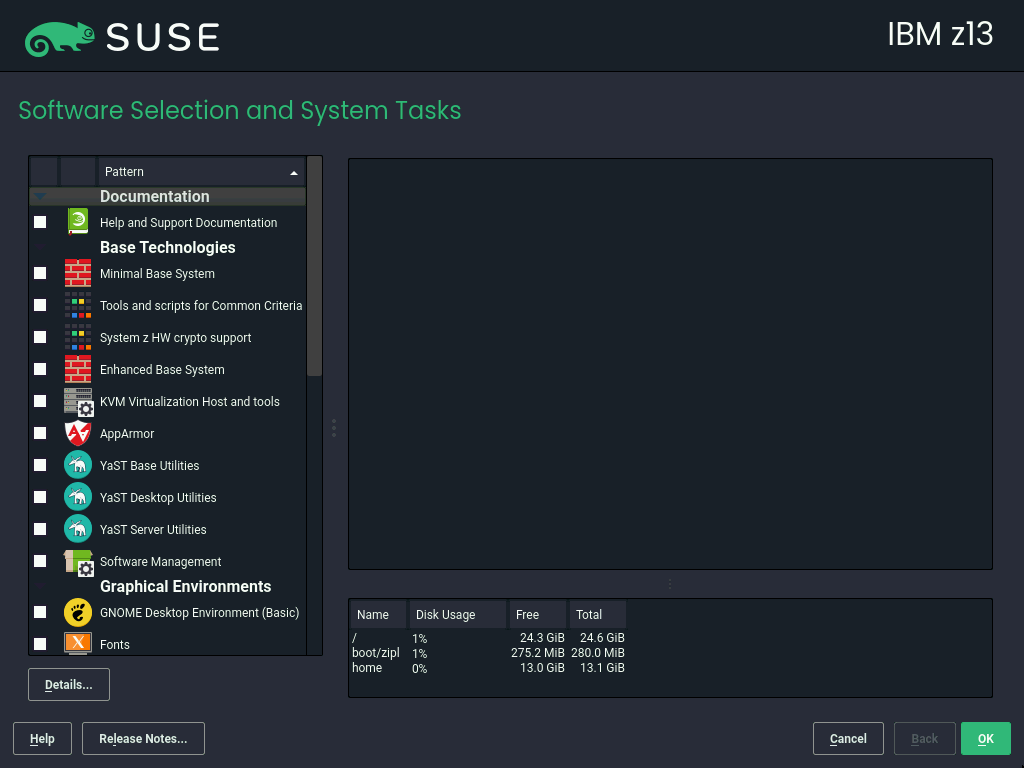 SUSE
IBM z13
Software Selection and System Tasks
Pattern
Documentation
Help and Support Documentation
Base Technologies
Minimal Base System
Tools and scripts for Common Criteria
System z HW crypto support
Enhanced Base System
KVM Virtualization Host and tools
AppArmor
YaST Base Utilities
YaST Desktop Utilities
YaST Server Utilities
Software Management
Graphical Environments
GNOME Desktop Environment (Basic)
X Fonts
Name Disk Usage Free Total
/ 1% 24.3 GiB 24.6 GiB
boot/zipl 1% 275.2 MiB 280.0 MiB
home 0% 13.0 GiB 13.1 GiB
Details...
Help Release Notes... Cancel Back OK